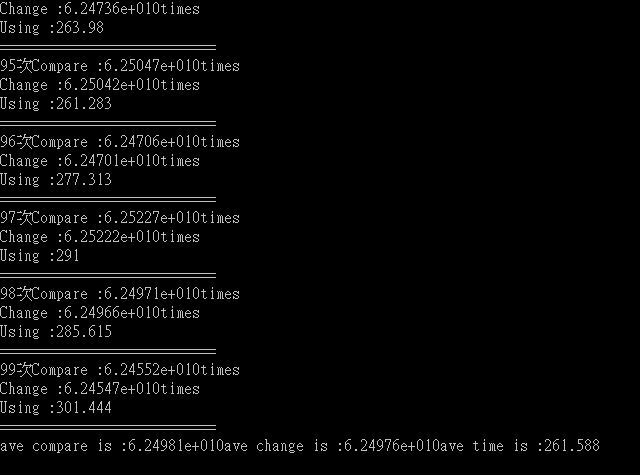 Change :6.24736e+010times
Using :263.98
===========================
95次Compare :6.25047e+010times
Change :6.25042e+010times
Using :261.283
===========================
96次Compare :6.24706e+010times
Change :6.24701e+010times
Using :277.313
===========================
97次Compare :6.25227e+010times
Change :6.25222e+010times
Using :291
===========================
98次Compare :6.24971e+010times
Change :6.24966e+010times
Using :285.615
===========================
99次Compare :6.24552e+010times
Change :6.24547e+010times
Using :301.444
===========================
ave compare is :6.24981e+010ave change is :6.24976e+010ave time is :261.588